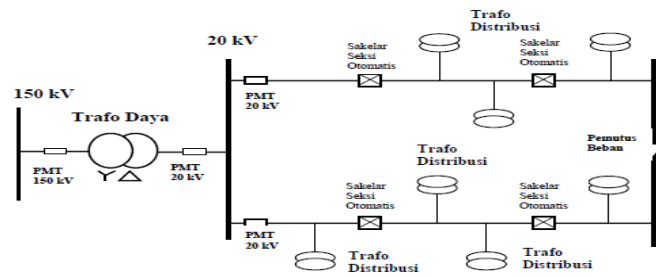 Trafo
Distribusi
20 kV
Sakelar
Seksi
Otomatis
Sakelar
Seksi
Otomatis
150 kV
Trafo Daya
PMT
20 kV
PMT
150 kV
PMT
20 kV
Trafo
Distribusi
Pemutus
Beban
Sakelar
Seksi
Otomatis
Sakelar
Seksi
Otomatis
PMT
20 kV
Trafo
Distribusi
Trafo
Distribusi